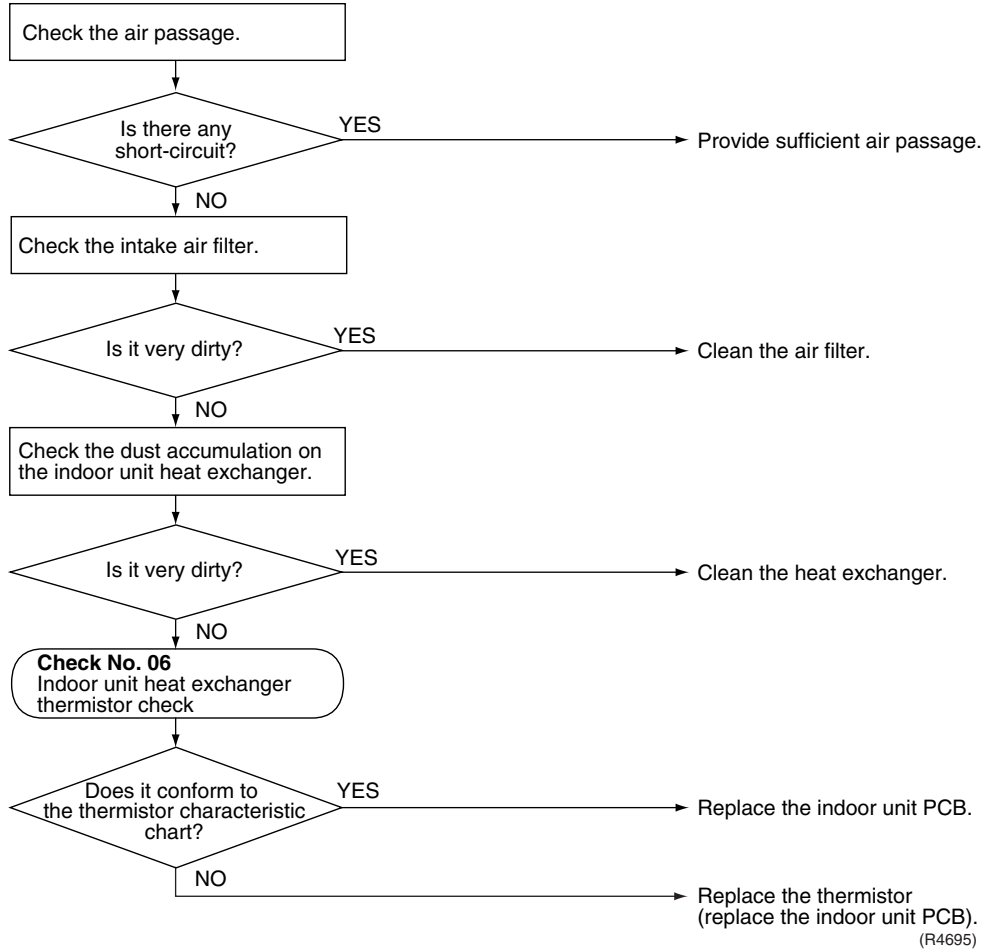 Check the air passage.
Is there any
short-circuit?
YES
Provide sufficient air passage.
NO
Check the intake air filter.
Is it very dirty?
YES
Clean the air filter.
NO
Check the dust accumulation on
the indoor unit heat exchanger.
Is it very dirty?
YES
Clean the heat exchanger.
NO
Check No. 06
Indoor unit heat exchanger
thermistor check
Does it conform to
the thermistor characteristic
chart?
YES
Replace the indoor unit PCB.
NO
Replace the thermistor
(replace the indoor unit PCB).
(R4695)